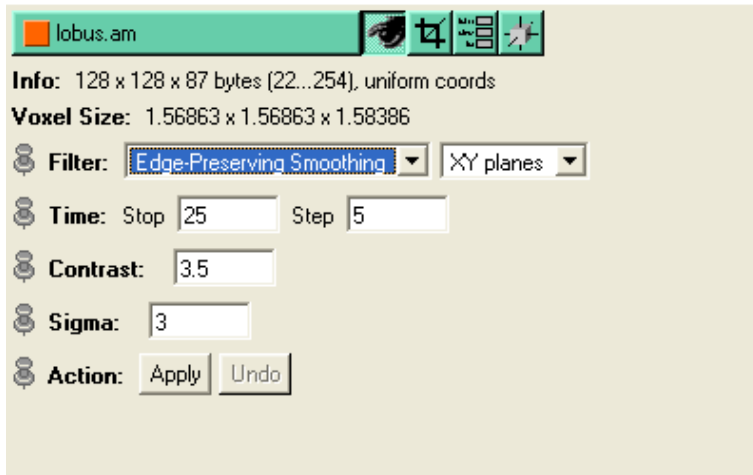 lobus.am
Info: 128 x 128 x 87 bytes (22...254), uniform coords
Voxel Size: 1.56863 x 1.56863 x 1.58386
Filter: Edge-Preserving Smoothing XY planes
Time: Stop 25 Step 5
Contrast: 3.5
Sigma: 3
Action: Apply Undo